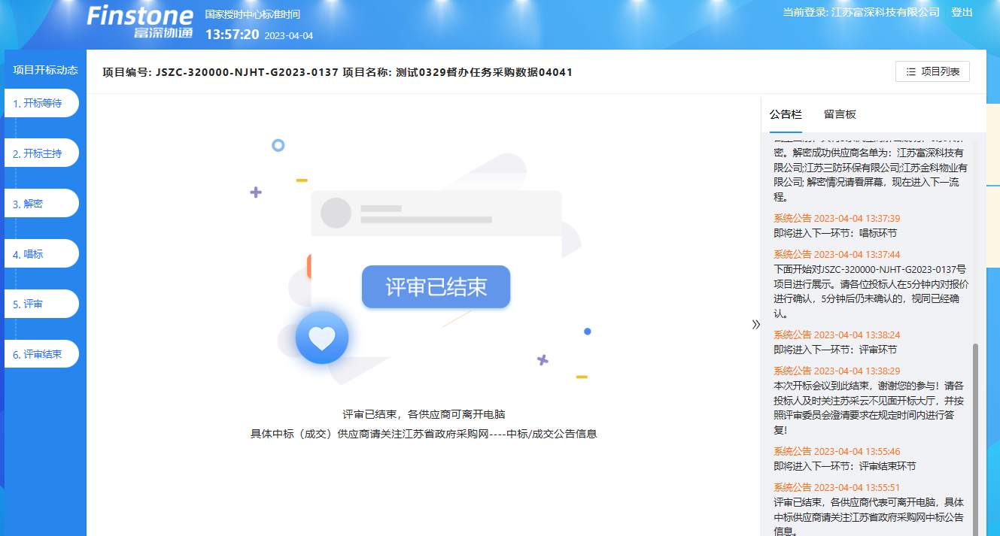 Finstone
富深协通
国家授时中心标准时间
13:57:20 2023-04-04
当前登录: 江苏富深科技有限公司 登出
项目开标动态
1. 开标等待
2. 开标主持
3. 解密
4. 唱标
5. 评审
6. 评审结束
项目编号: JSZC-320000-NJHT-G2023-0137 项目名称: 测试0329督办任务采购数据04041
项目列表
评审已结束
评审已结束，各供应商可离开电脑
具体中标（成交）供应商请关注江苏省政府采购网----中标/成交公告信息
公告栏 留言板
密。解密成功供应商名单为：江苏富深科技有
限公司;江苏三防环保有限公司;江苏金科物业有
限公司; 解密情况请看屏幕，现在进入下一流
程。
系统公告 2023-04-04 13:37:39
即将进入下一环节：唱标环节
系统公告 2023-04-04 13:37:44
下面开始对JSZC-320000-NJHT-G2023-0137号
项目进行展示。请各位投标人在5分钟内对报价
进行确认，5分钟后仍未确认的，视同已经确
认。
系统公告 2023-04-04 13:38:24
即将进入下一环节：评审环节
系统公告 2023-04-04 13:38:29
本次开标会议到此结束，谢谢您的参与！请各
投标人及时关注苏采云不见面开标大厅，并按
照评审委员会澄清要求在规定时间内进行答
复！
系统公告 2023-04-04 13:55:46
即将进入下一环节：评审结束环节
系统公告 2023-04-04 13:55:51
评审已结束，各供应商代表可离开电脑，具体
中标供应商请关注江苏省政府采购网中标公告
信息。